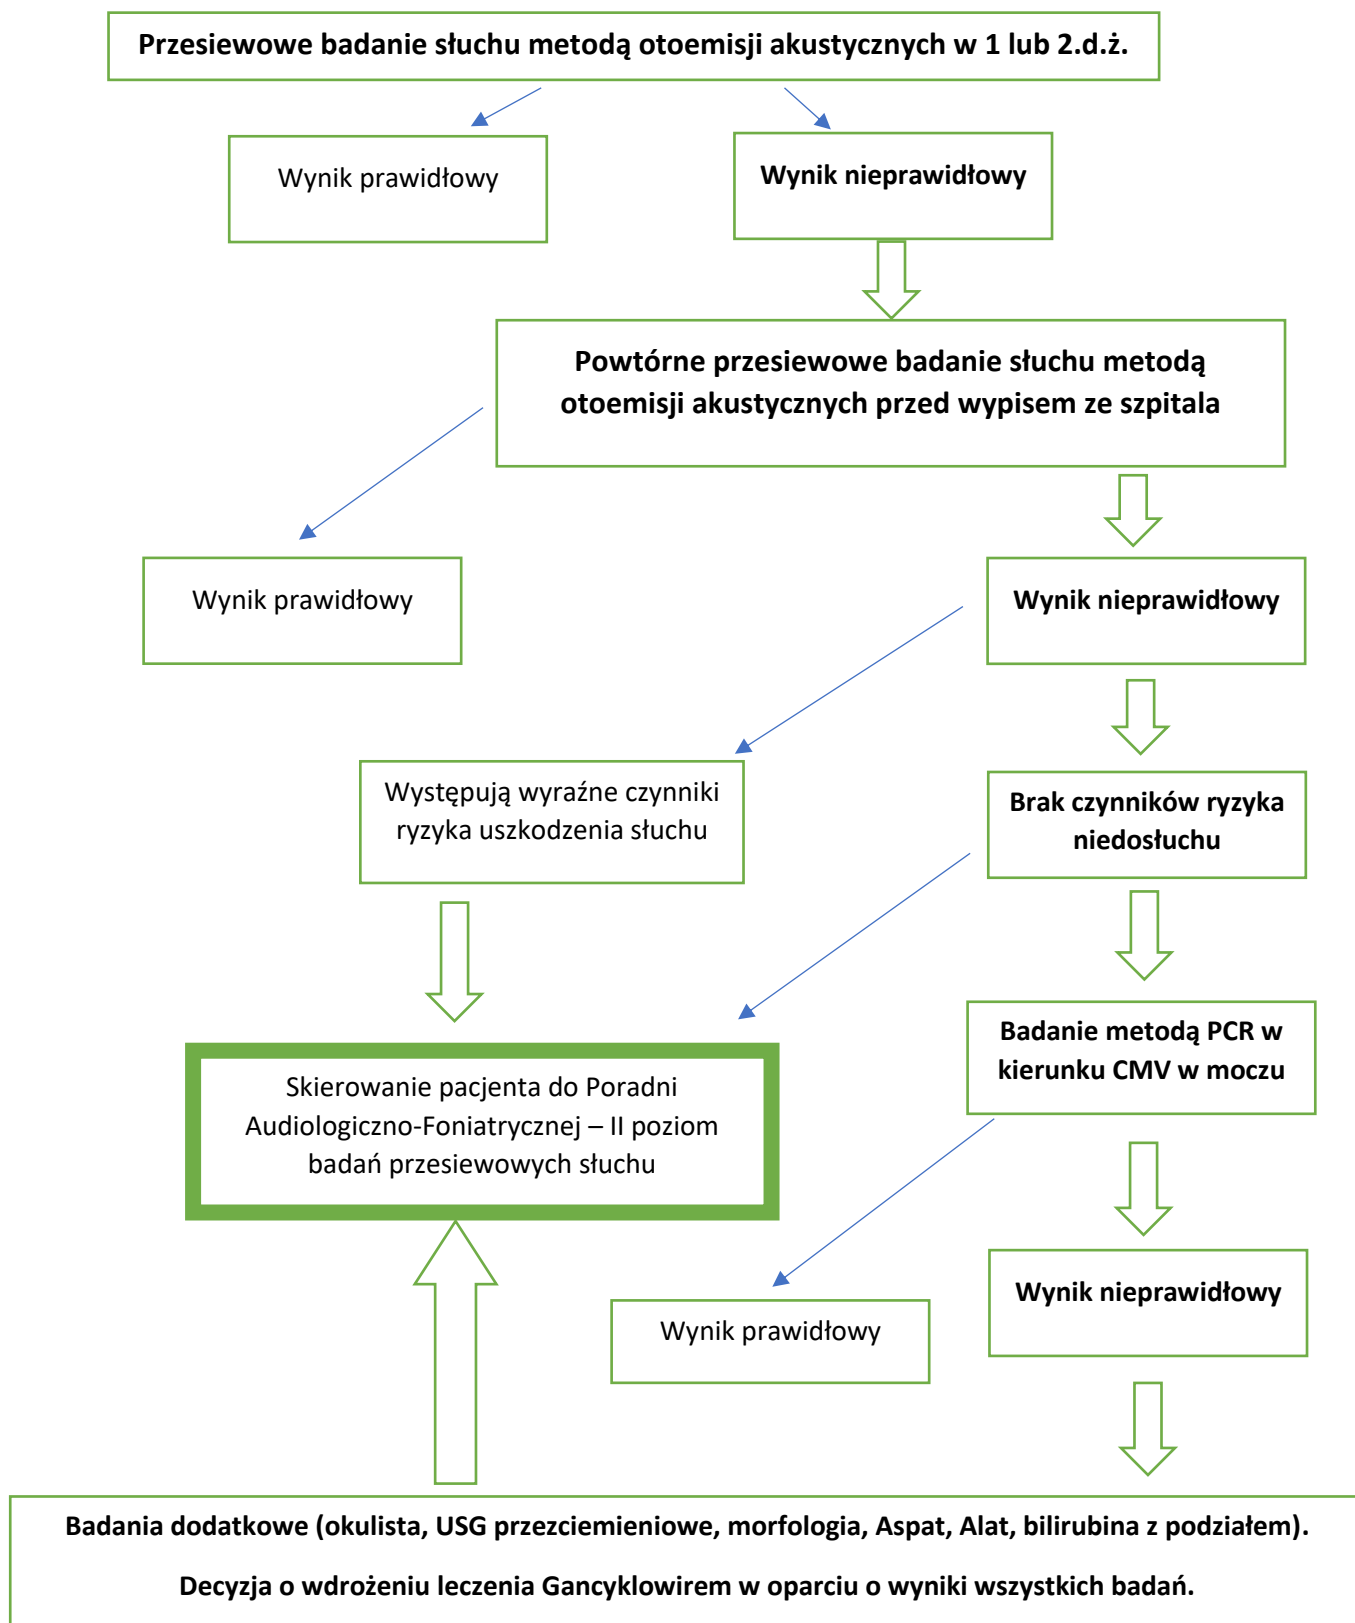 Przesiewowe badanie słuchu metodą otoemisji akustycznych w 1 lub 2.d.ż.
Wynik prawidłowy
Wynik nieprawidłowy
Powtórne przesiewowe badanie słuchu metodą
otoemisji akustycznych przed wypisem ze szpitala
Wynik prawidłowy
Wynik nieprawidłowy
Występują wyraźne czynniki
ryzyka uszkodzenia słuchu
Brak czynników ryzyka
niedosłuchu
Skierowanie pacjenta do Poradni
Audiologiczno-Foniatrycznej – II poziom
badań przesiewowych słuchu
Badanie metodą PCR w
kierunku CMV w moczu
Wynik prawidłowy
Wynik nieprawidłowy
Badania dodatkowe (okulista, USG przezciemieniowe, morfologia, Aspat, Alat, bilirubina z podziałem).
Decyzja o wdrożeniu leczenia Gancyklowirem w oparciu o wyniki wszystkich badań.